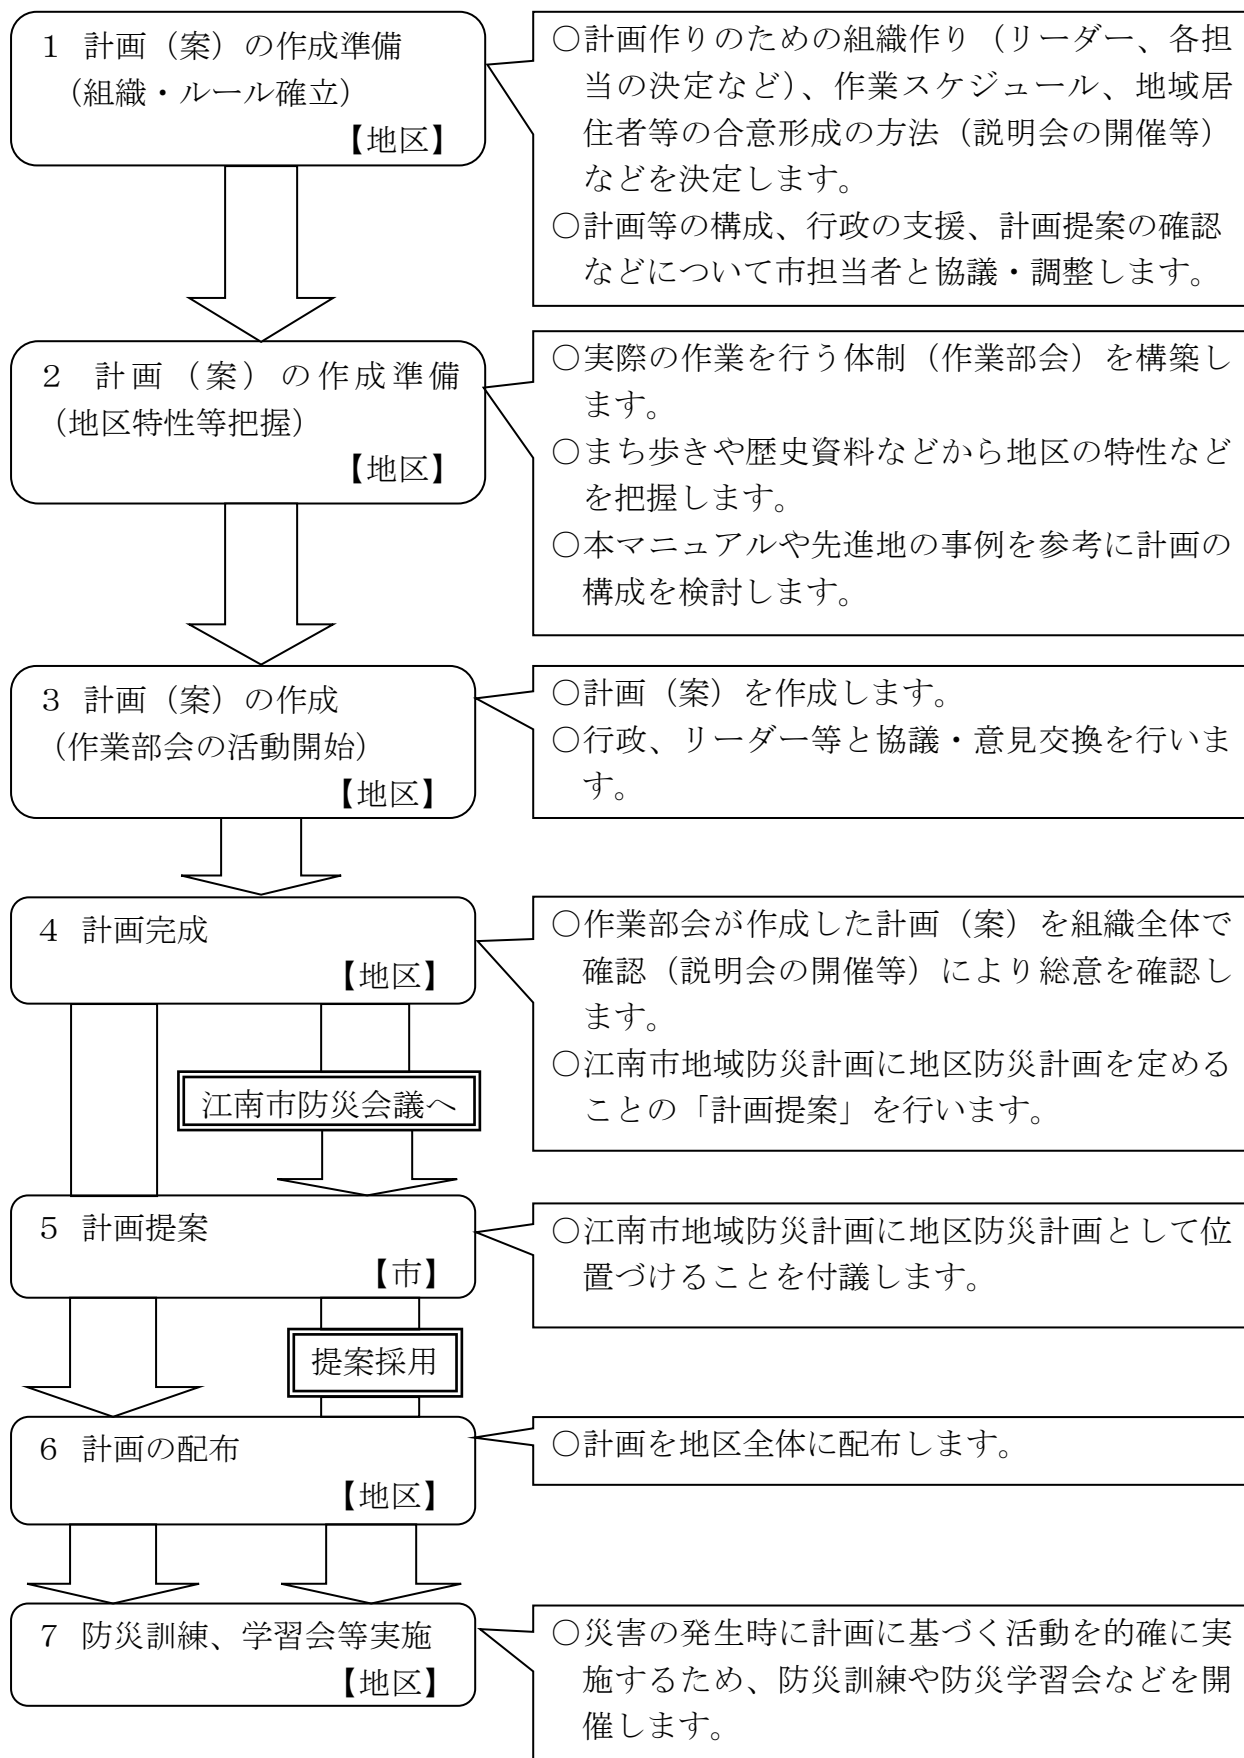 １ 計画（案）の作成準備
（組織・ルール確立）
【地区】
○計画作りのための組織作り（リーダー、各担
当の決定など）、作業スケジュール、地域居
住者等の合意形成の方法（説明会の開催等）
などを決定します。
○計画等の構成、行政の支援、計画提案の確認
などについて市担当者と協議・調整します。
２ 計画（案）の作成準備
（地区特性等把握）
【地区】
○実際の作業を行う体制（作業部会）を構築し
ます。
○まち歩きや歴史資料などから地区の特性など
を把握します。
○本マニュアルや先進地の事例を参考に計画の
構成を検討します。
３ 計画（案）の作成
（作業部会の活動開始）
【地区】
○計画（案）を作成します。
○行政、リーダー等と協議・意見交換を行いま
す。
４ 計画完成
【地区】
○作業部会が作成した計画（案）を組織全体で
確認（説明会の開催等）により総意を確認し
ます。
○江南市地域防災計画に地区防災計画を定める
ことの「計画提案」を行います。
江南市防災会議へ
５ 計画提案
【市】
○江南市地域防災計画に地区防災計画として位
置づけることを付議します。
提案採用
６ 計画の配布
【地区】
○計画を地区全体に配布します。
７ 防災訓練、学習会等実施
【地区】
○災害の発生時に計画に基づく活動を的確に実
施するため、防災訓練や防災学習会などを開
催します。